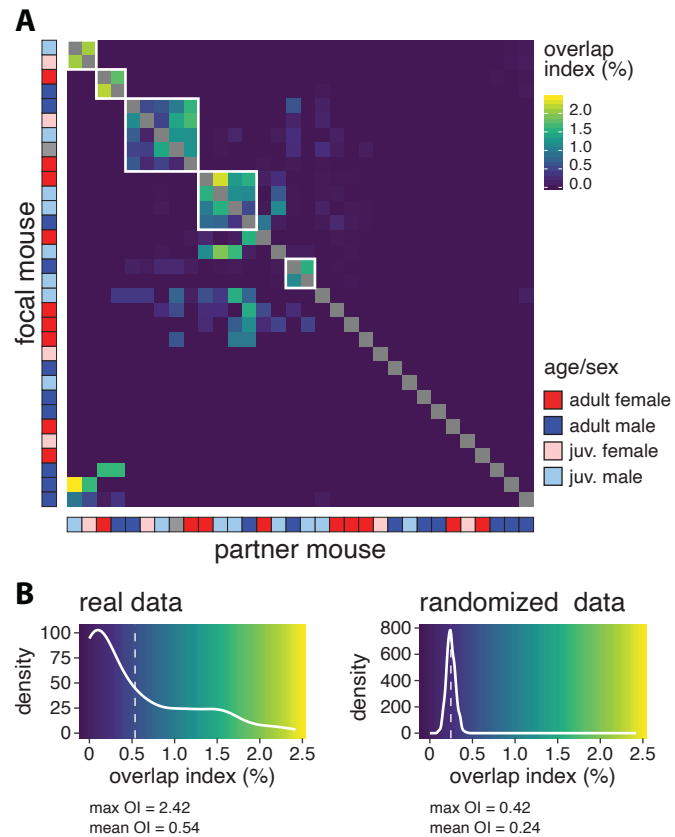 A
overlap
index (%)
2.0
1.5
1.0
0.5
0.0
focal mouse
age/sex
adult female
adult male
juv. female
juv. male
partner mouse
B
real data
randomized data
density
100
75
50
25
0
0
0.5
1.0
1.5
2.0
2.5
overlap index (%)
max OI = 2.42
mean OI = 0.54
density
800
600
400
200
0
0.0
0.5
1.0
1.5
2.0
2.5
overlap index (%)
max OI = 0.42
mean OI = 0.24